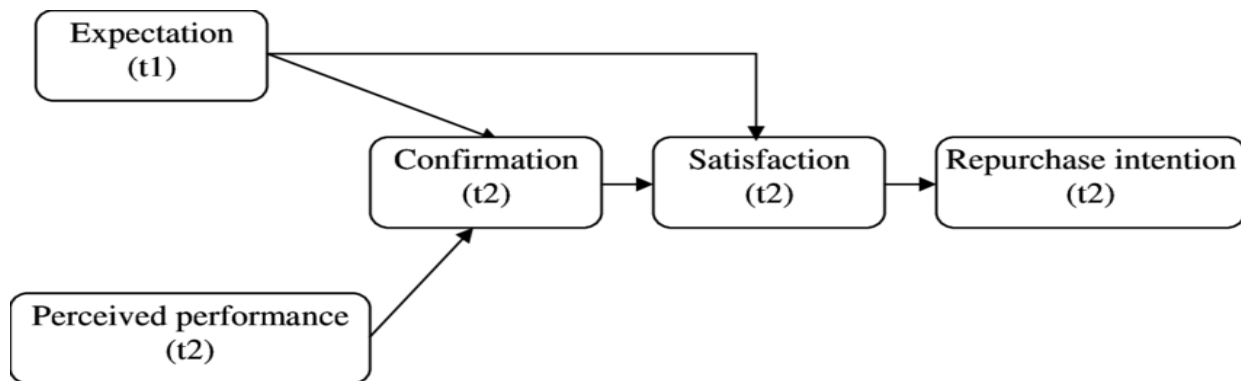 Expectation
(t1)
Confirmation
(t2)
Satisfaction
(t2)
Repurchase intention
(t2)
Perceived performance
(t2)